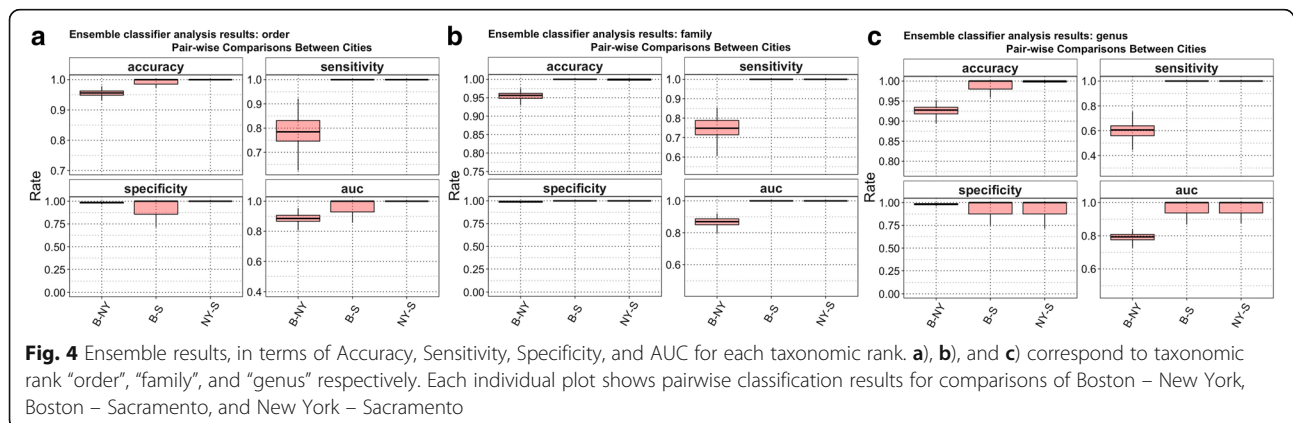 a Ensemble classifier analysis results: order
Pair-wise Comparisons Between Cities
accuracy sensitivity
1.0
0.9
0.8
0.7
1.0
0.9
0.8
0.7
specificity auc
1.00
0.75
0.50
0.25
0.00
1.0
0.8
0.6
0.4
Rate
B-NY B-S NY-S B-NY B-S NY-S
b Ensemble classifier analysis results: family
Pair-wise Comparisons Between Cities
accuracy sensitivity
1.00
0.95
0.90
0.85
0.80
0.75
1.0
0.9
0.8
0.7
0.6
specificity auc
1.00
0.75
0.50
0.25
0.00
1.0
0.8
0.6
Rate
B-NY B-S NY-S B-NY B-S NY-S
c Ensemble classifier analysis results: genus
Pair-wise Comparisons Between Cities
accuracy sensitivity
1.00
0.95
0.90
0.85
0.80
1.0
0.8
0.6
0.4
specificity auc
1.00
0.75
0.50
0.25
0.00
1.0
0.8
0.6
Rate
B-NY B-S NY-S B-NY B-S NY-S
Fig. 4 Ensemble results, in terms of Accuracy, Sensitivity, Specificity, and AUC for each taxonomic rank. a), b), and c) correspond to taxonomic
rank “order”, “family”, and “genus” respectively. Each individual plot shows pairwise classification results for comparisons of Boston – New York,
Boston – Sacramento, and New York – Sacramento